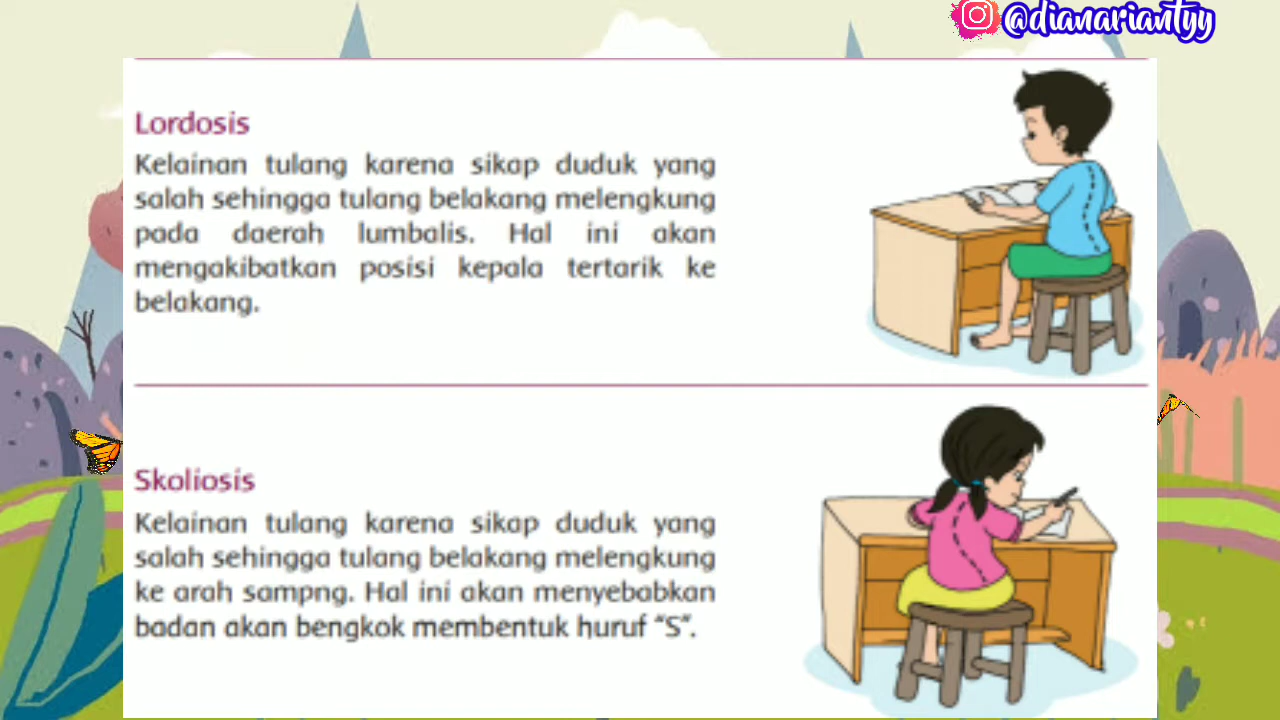 @dianariantyy
Lordosis
Kelainan tulang karena sikap duduk yang
salah sehingga tulang belakang melengkung
pada daerah lumbalis. Hal ini akan
mengakibatkan posisi kepala tertarik ke
belakang.
Skoliosis
Kelainan tulang karena sikap duduk yang
salah sehingga tulang belakang melengkung
ke arah sampng. Hal ini akan menyebabkan
badan akan bengkok membentuk huruf “S”.